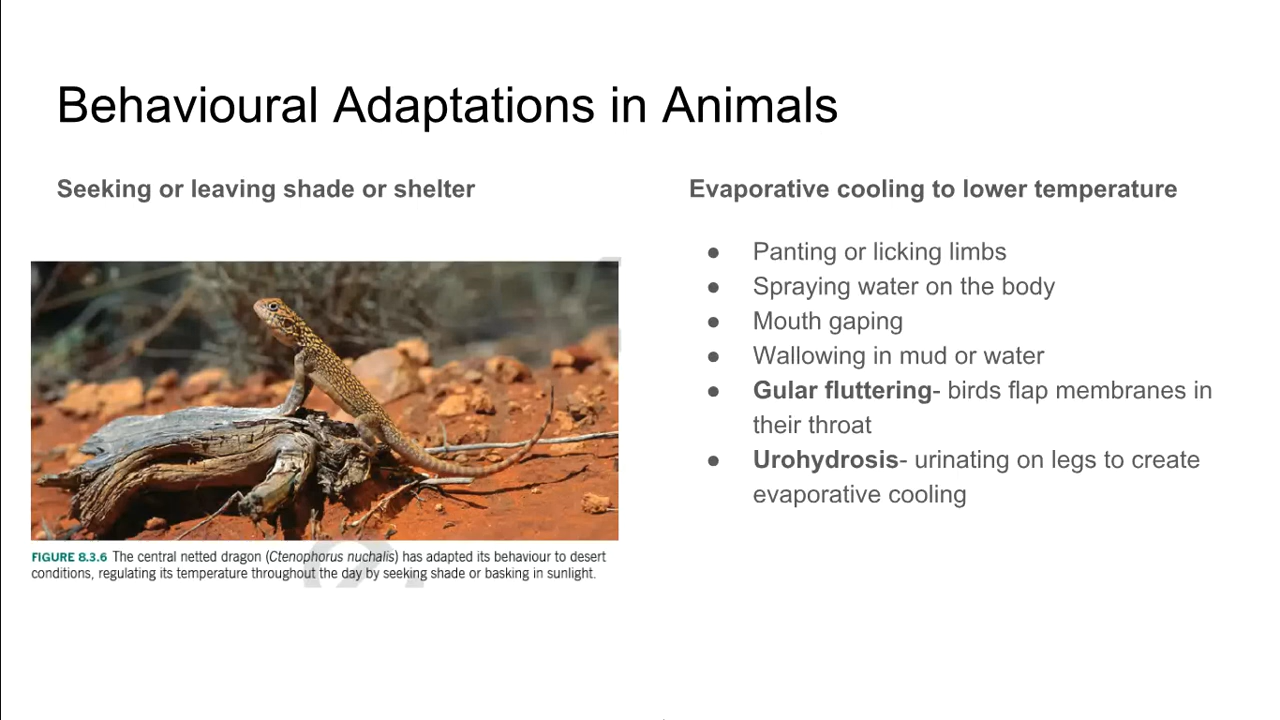 Behavioural Adaptations in Animals
Seeking or leaving shade or shelter
FIGURE 8.3.6 The central netted dragon (Ctenophorus nuchalis) has adapted its behaviour to desert
conditions, regulating its temperature throughout the day by seeking shade or basking in sunlight.
Evaporative cooling to lower temperature
● Panting or licking limbs
● Spraying water on the body
● Mouth gaping
● Wallowing in mud or water
● Gular fluttering- birds flap membranes in
their throat
● Urohydrosis- urinating on legs to create
evaporative cooling